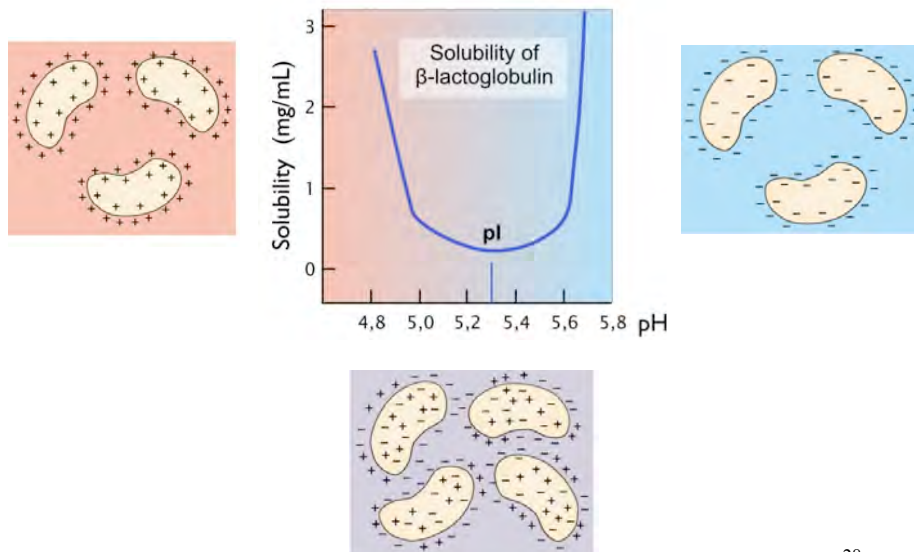 Solubility of
β-lactoglobulin
Solubility (mg/mL)
3
2
1
0
pI
4,8 5,0 5,2 5,4 5,6 5,8 pH